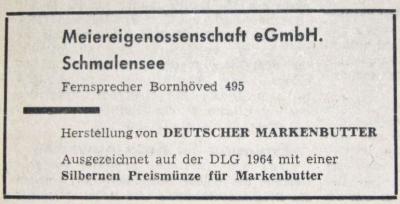 Meiereigenossenschaft eGmbH.
Schmalensee
Fernsprecher Bornhöved 495
Herstellung von DEUTSCHER MARKENBUTTER
Ausgezeichnet auf der DLG 1964 mit einer
Silbernen Preismünze für Markenbutter